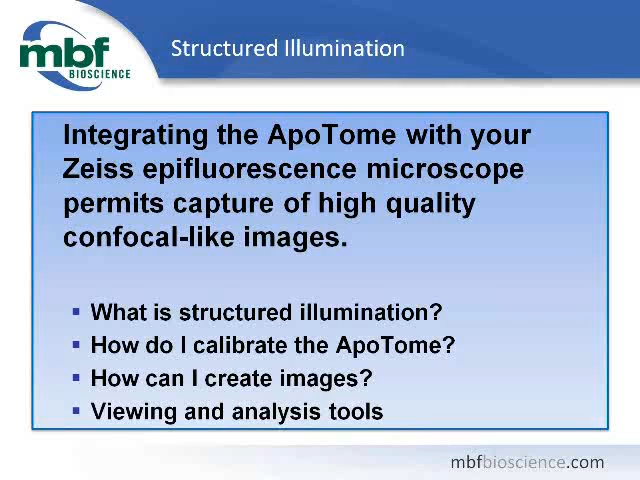 mbf
BIOSCIENCE
Structured Illumination
Integrating the ApoTome with your
Zeiss epifluorescence microscope
permits capture of high quality
confocal-like images.
▪ What is structured illumination?
▪ How do I calibrate the ApoTome?
▪ How can I create images?
▪ Viewing and analysis tools
mbfbioscience.com